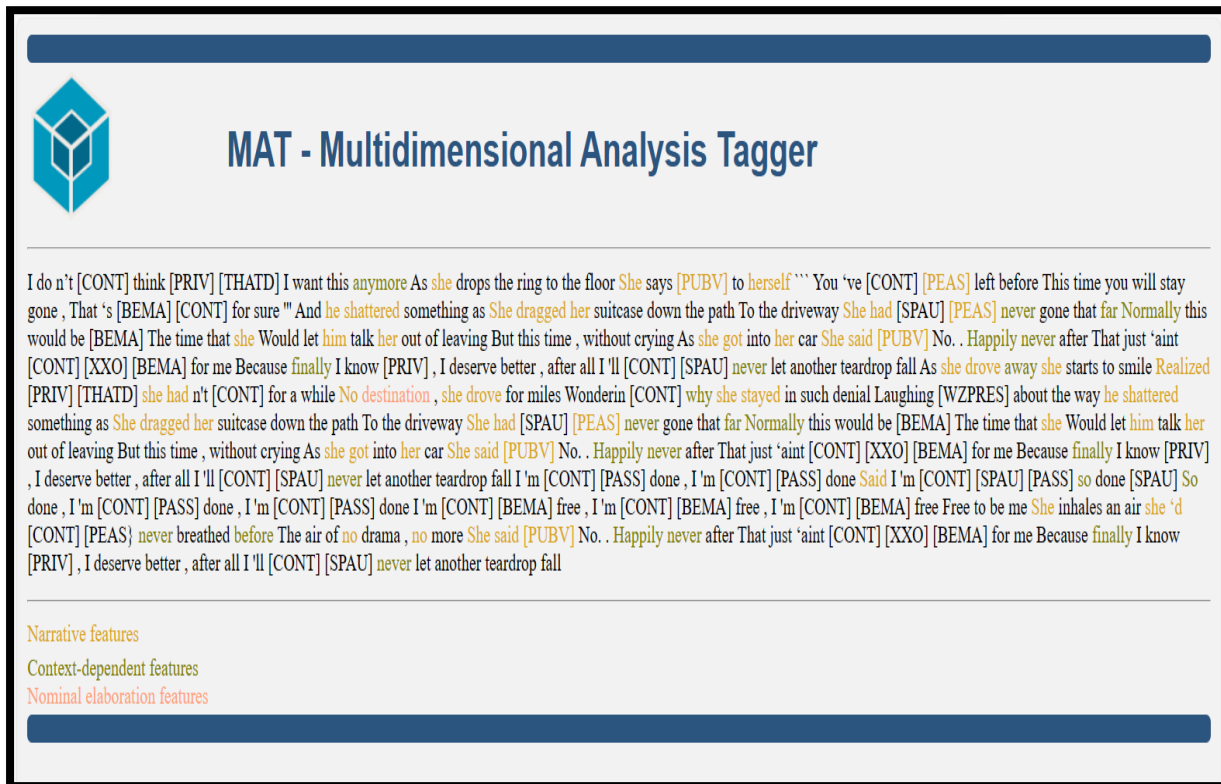 MAT - Multidimensional Analysis Tagger
I do n't [CONT] think [PRIV] [THATD] I want this anymore As she drops the ring to the floor She says [PUBV] to herself ``` You 've [CONT] [PEAS] left before This time you will stay
gone , That 's [BEMA] [CONT] for sure '" And he shattered something as She dragged her suitcase down the path To the driveway She had [SPAU] [PEAS] never gone that far Normally this
would be [BEMA] The time that she Would let him talk her out of leaving But this time , without crying As she got into her car She said [PUBV] No. . Happily never after That just 'aint
[CONT] [XXO] [BEMA] for me Because finally I know [PRIV] , I deserve better , after all I 'll [CONT] [SPAU] never let another teardrop fall As she drove away she starts to smile Realized
[PRIV] [THATD] she had n't [CONT] for a while No destination , she drove for miles Wonderin [CONT] why she stayed in such denial Laughing [WZPRES] about the way he shattered
something as She dragged her suitcase down the path To the driveway She had [SPAU] [PEAS] never gone that far Normally this would be [BEMA] The time that she Would let him talk her
out of leaving But this time , without crying As she got into her car She said [PUBV] No. . Happily never after That just 'aint [CONT] [XXO] [BEMA] for me Because finally I know [PRIV]
, I deserve better , after all I 'll [CONT] [SPAU] never let another teardrop fall I 'm [CONT] [PASS] done , I 'm [CONT] [PASS] done Said I 'm [CONT] [SPAU] [PASS] so done [SPAU] So
done , I 'm [CONT] [PASS] done , I 'm [CONT] [PASS] done I 'm [CONT] [BEMA] free , I 'm [CONT] [BEMA] free , I 'm [CONT] [BEMA] free Free to be me She inhales an air she 'd
[CONT] [PEAS} never breathed before The air of no drama , no more She said [PUBV] No. . Happily never after That just 'aint [CONT] [XXO] [BEMA] for me Because finally I know
[PRIV] , I deserve better , after all I 'll [CONT] [SPAU] never let another teardrop fall
Narrative features
Context-dependent features
Nominal elaboration features